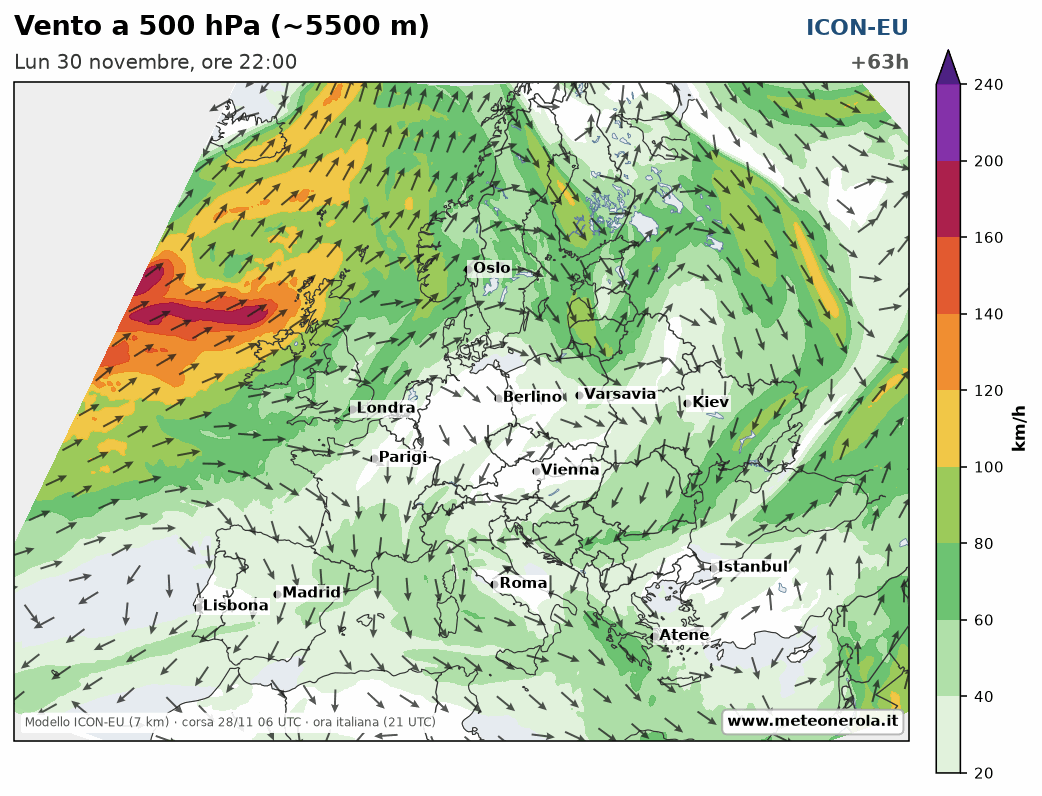 Vento a 500 hPa (~5500 m)
ICON-EU
Lun 30 novembre, ore 22:00
+63h
240
200
160
140
120
100
80
60
40
20
km/h
Oslo
Berlino
Varsavia
Kiev
Londra
Parigi
Vienna
Istanbul
Roma
Madrid
Lisbona
Atene
Modello ICON-EU (7 km) · corsa 28/11 06 UTC · ora italiana (21 UTC)
www.meteonerola.it